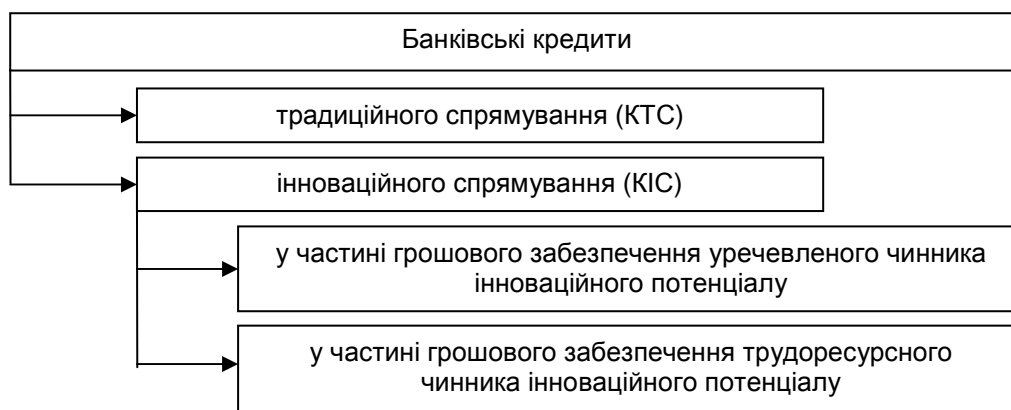 Банківські кредити
традиційного спрямування (КТС)
інноваційного спрямування (КІС)
у частині грошового забезпечення уречевленого чинника
інноваційного потенціалу
у частині грошового забезпечення трудоресурсного
чинника інноваційного потенціалу